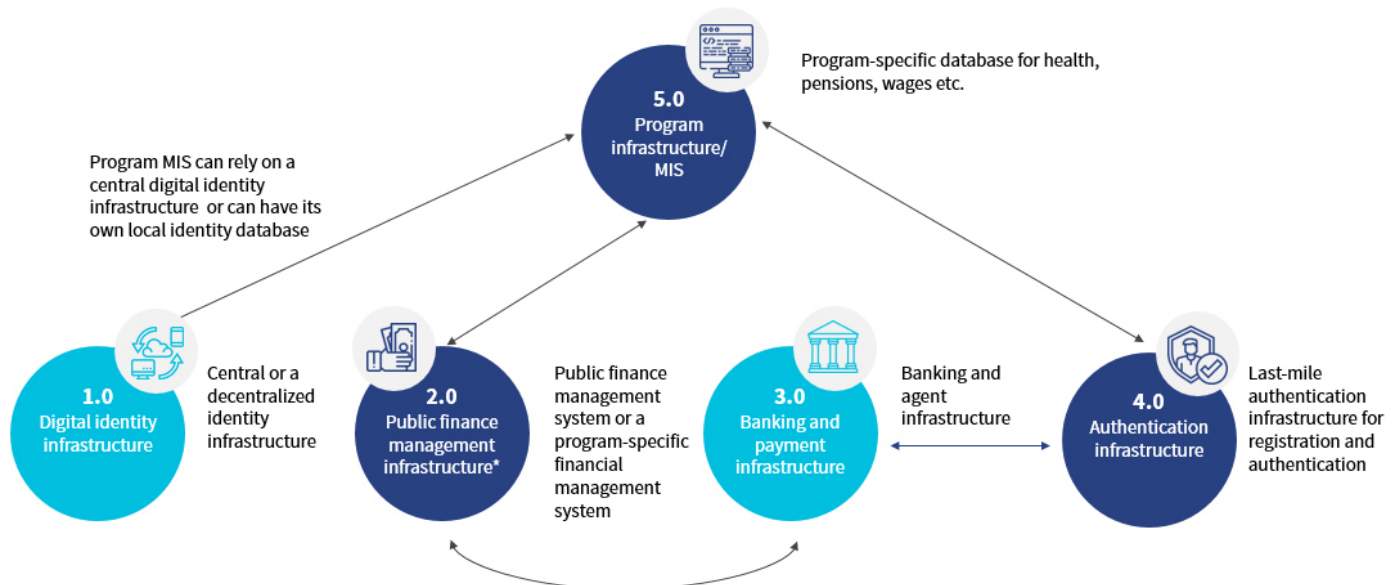 Program-specific database for health,
pensions, wages etc.
5.0
Program
infrastructure/
MIS
Program MIS can rely on a
central digital identity
infrastructure or can have its
own local identity database
1.0
Digital identity
infrastructure
Central or a
decentralized
identity
infrastructure
2.0
Public finance
management
infrastructure*
Public finance
management
system or a
program-specific
financial
management
system
3.0
Banking and
payment
infrastructure
Banking and
agent
infrastructure
4.0
Authentication
infrastructure
Last-mile
authentication
infrastructure for
registration and
authentication